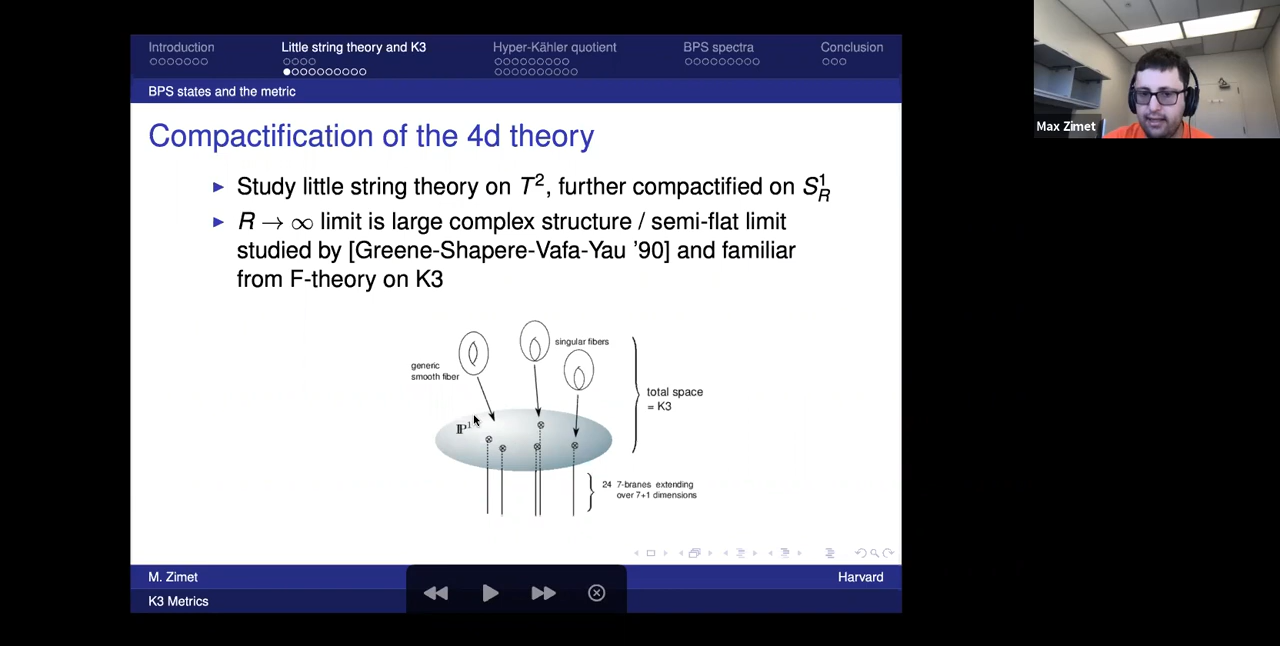 Introduction
Little string theory and K3
Hyper-Kähler quotient
BPS spectra
Conclusion
BPS states and the metric
Compactification of the 4d theory
Study little string theory on T², further compactified on S¹_R
R → ∞ limit is large complex structure / semi-flat limit
studied by [Greene-Shapere-Vafa-Yau '90] and familiar
from F-theory on K3
generic
smooth fiber
singular fibers
total space
= K3
ℙ¹
24 7-branes extending
over 7+1 dimensions
M. Zimet
Harvard
K3 Metrics
Max Zimet